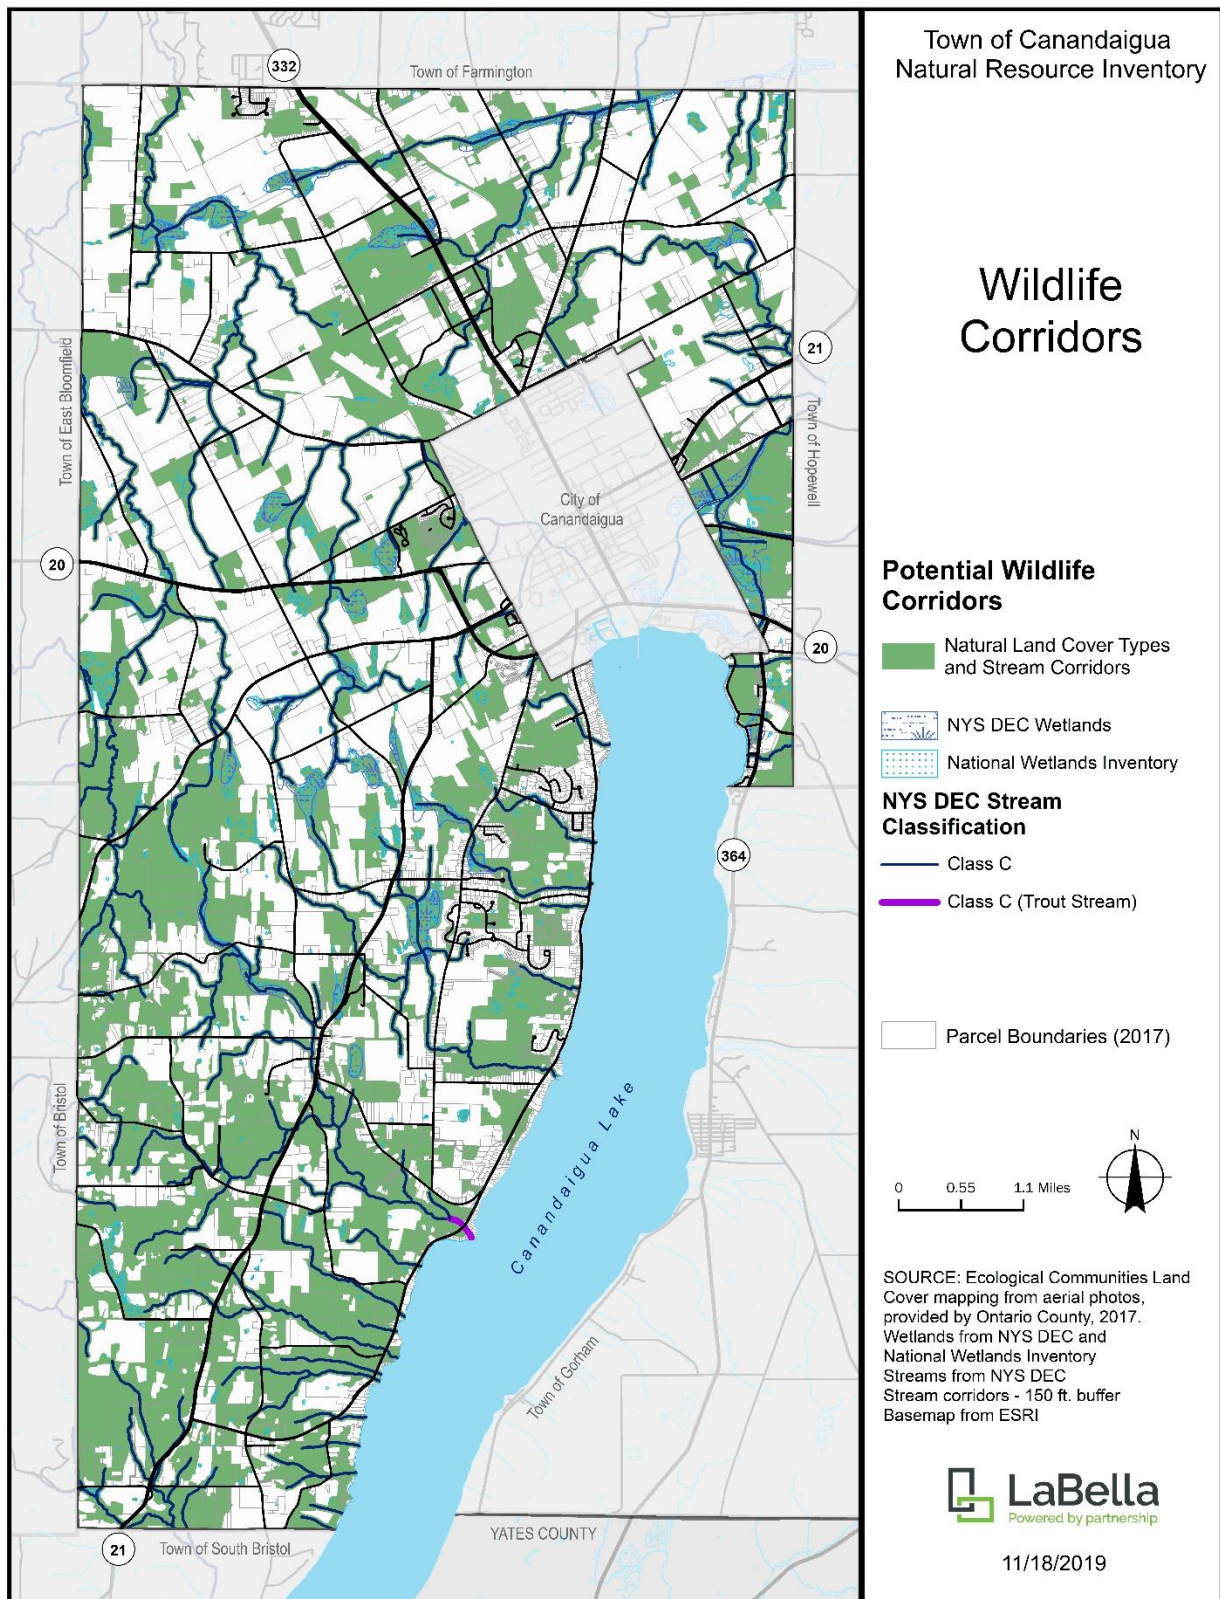 Town of Canandaigua
Natural Resource Inventory
Wildlife
Corridors
332
Town of Farmington
21
Town of East Bloomfield
Town of Hopewell
City of
Canandaigua
20
20
364
Town of Bristol
Canandaigua Lake
Town of Gorham
YATES COUNTY
21
Town of South Bristol
Potential Wildlife
Corridors
Natural Land Cover Types
and Stream Corridors
NYS DEC Wetlands
National Wetlands Inventory
NYS DEC Stream
Classification
Class C
Class C (Trout Stream)
Parcel Boundaries (2017)
N
0 0.55 1.1 Miles
SOURCE: Ecological Communities Land
Cover mapping from aerial photos,
provided by Ontario County, 2017.
Wetlands from NYS DEC and
National Wetlands Inventory
Streams from NYS DEC
Stream corridors - 150 ft. buffer
Basemap from ESRI
LaBella
Powered by partnership.
11/18/2019